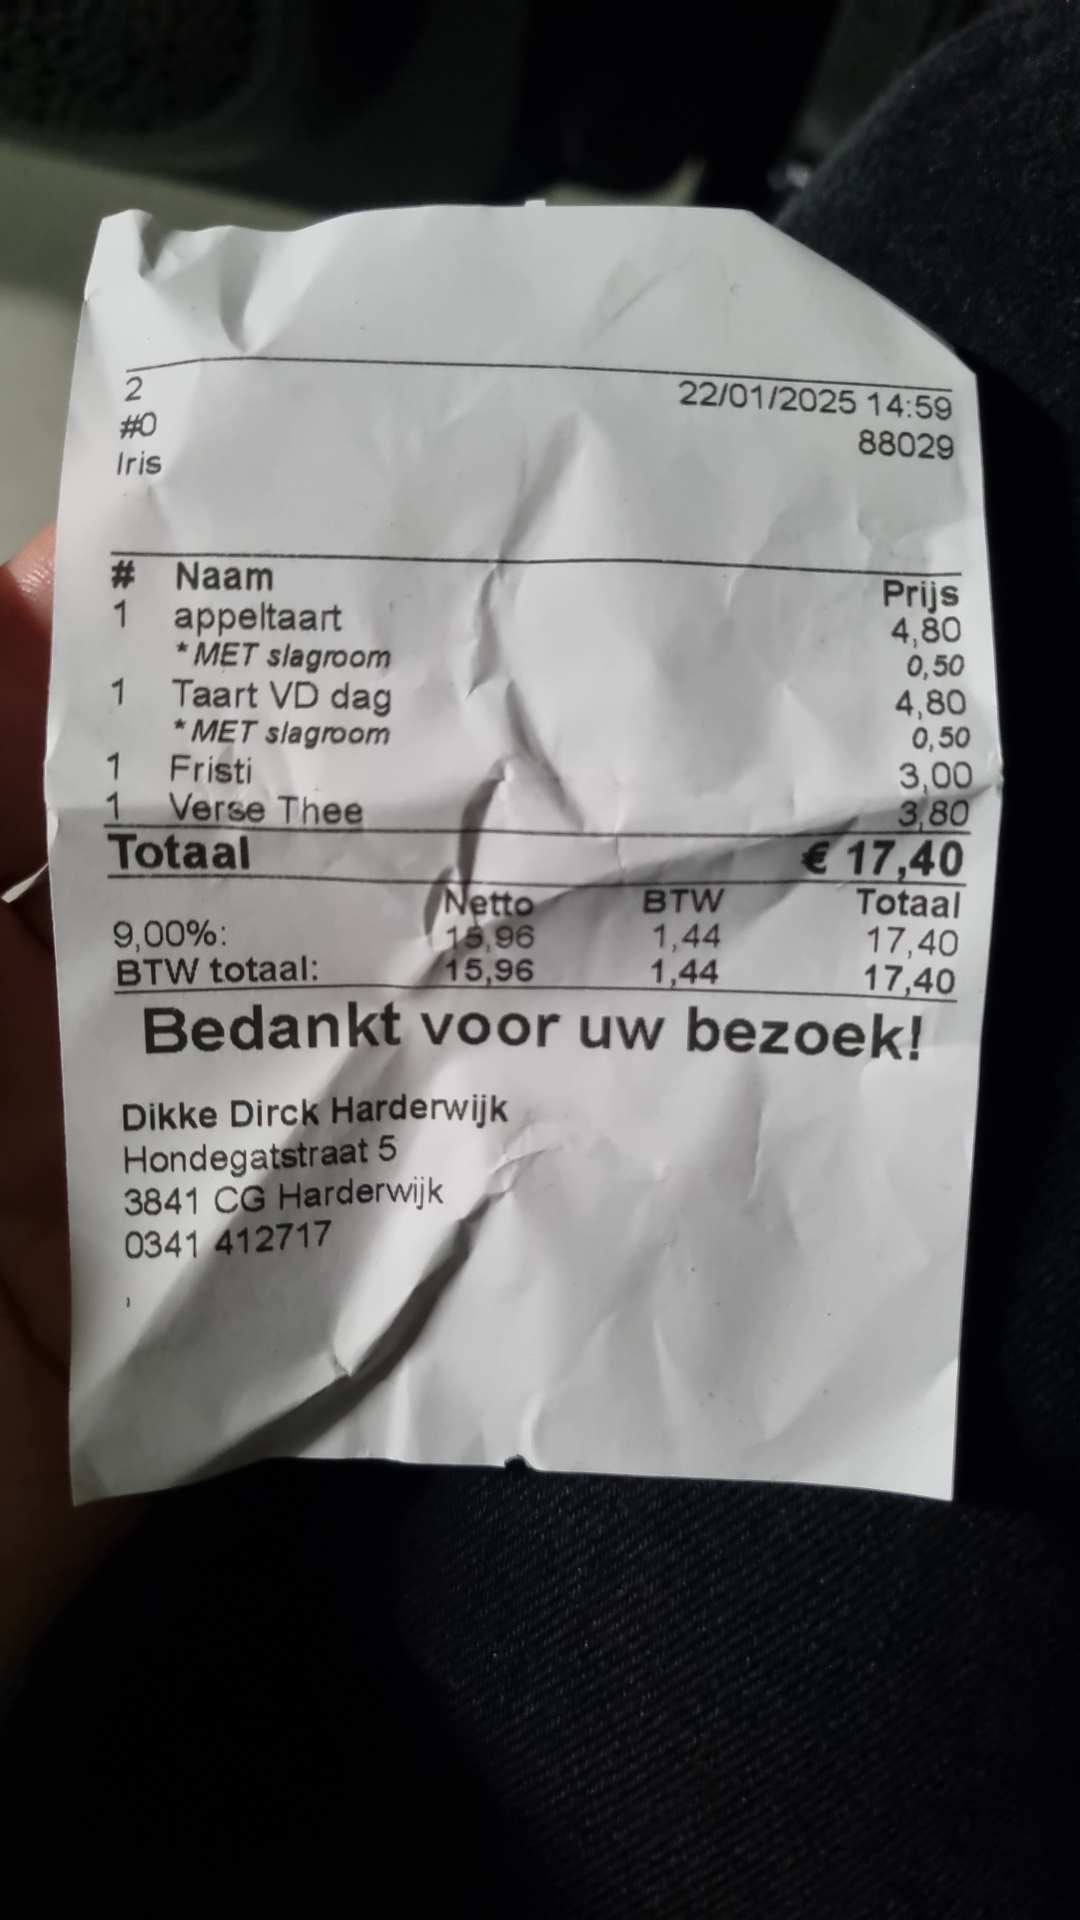 2 22/01/2025 14:59
#0 88029
Iris
# Naam Prijs
1 appeltaart 4,80
* MET slagroom 0,50
1 Taart VD dag 4,80
* MET slagroom 0,50
1 Fristi 3,00
1 Verse Thee 3,80
Totaal € 17,40
Netto BTW Totaal
9,00%: 15,96 1,44 17,40
BTW totaal: 15,96 1,44 17,40
Bedankt voor uw bezoek!
Dikke Dirck Harderwijk
Hondegatstraat 5
3841 CG Harderwijk
0341 412717
,